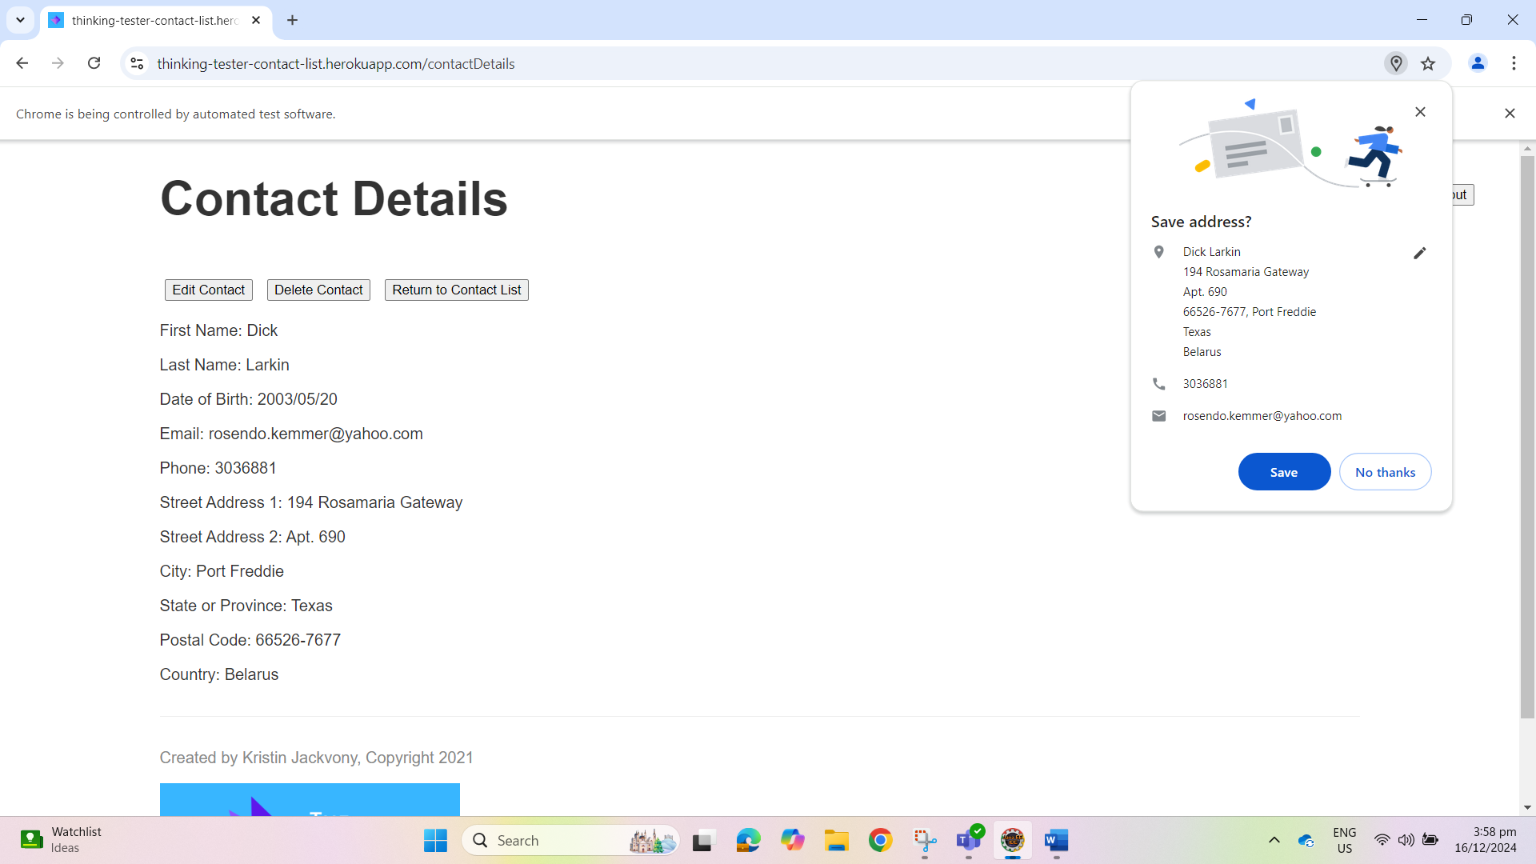 thinking-tester-contact-list.hero
thinking-tester-contact-list.herokuapp.com/contactDetails
Chrome is being controlled by automated test software.
Contact Details
Edit Contact
Delete Contact
Return to Contact List
First Name: Dick
Last Name: Larkin
Date of Birth: 2003/05/20
Email: rosendo.kemmer@yahoo.com
Phone: 3036881
Street Address 1: 194 Rosamaria Gateway
Street Address 2: Apt. 690
City: Port Freddie
State or Province: Texas
Postal Code: 66526-7677
Country: Belarus
Created by Kristin Jackvony, Copyright 2021
Save address?
Dick Larkin
194 Rosamaria Gateway
Apt. 690
66526-7677, Port Freddie
Texas
Belarus
3036881
rosendo.kemmer@yahoo.com
Save
No thanks
Watchlist
Ideas
Search
ENG
US
3:58 pm
16/12/2024